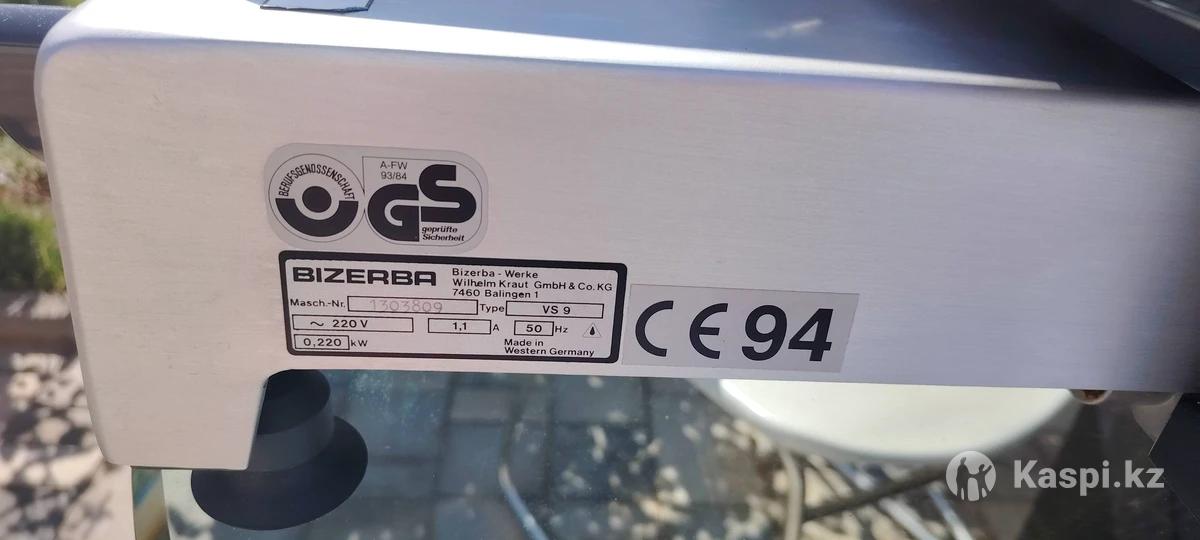 BERUFSGENOSSENSCHAFT
A-FW
93/84
GS
geprüfte
Sicherheit
BIZERBA
Bizerba - Werke
Wilhelm Kraut GmbH & Co. KG
7460 Balingen 1
Masch.-Nr. 1303809 Type VS 9
~ 220 V 1,1 A 50 Hz
0,220 kW
Made in
Western Germany
CE 94
Kaspi.kz